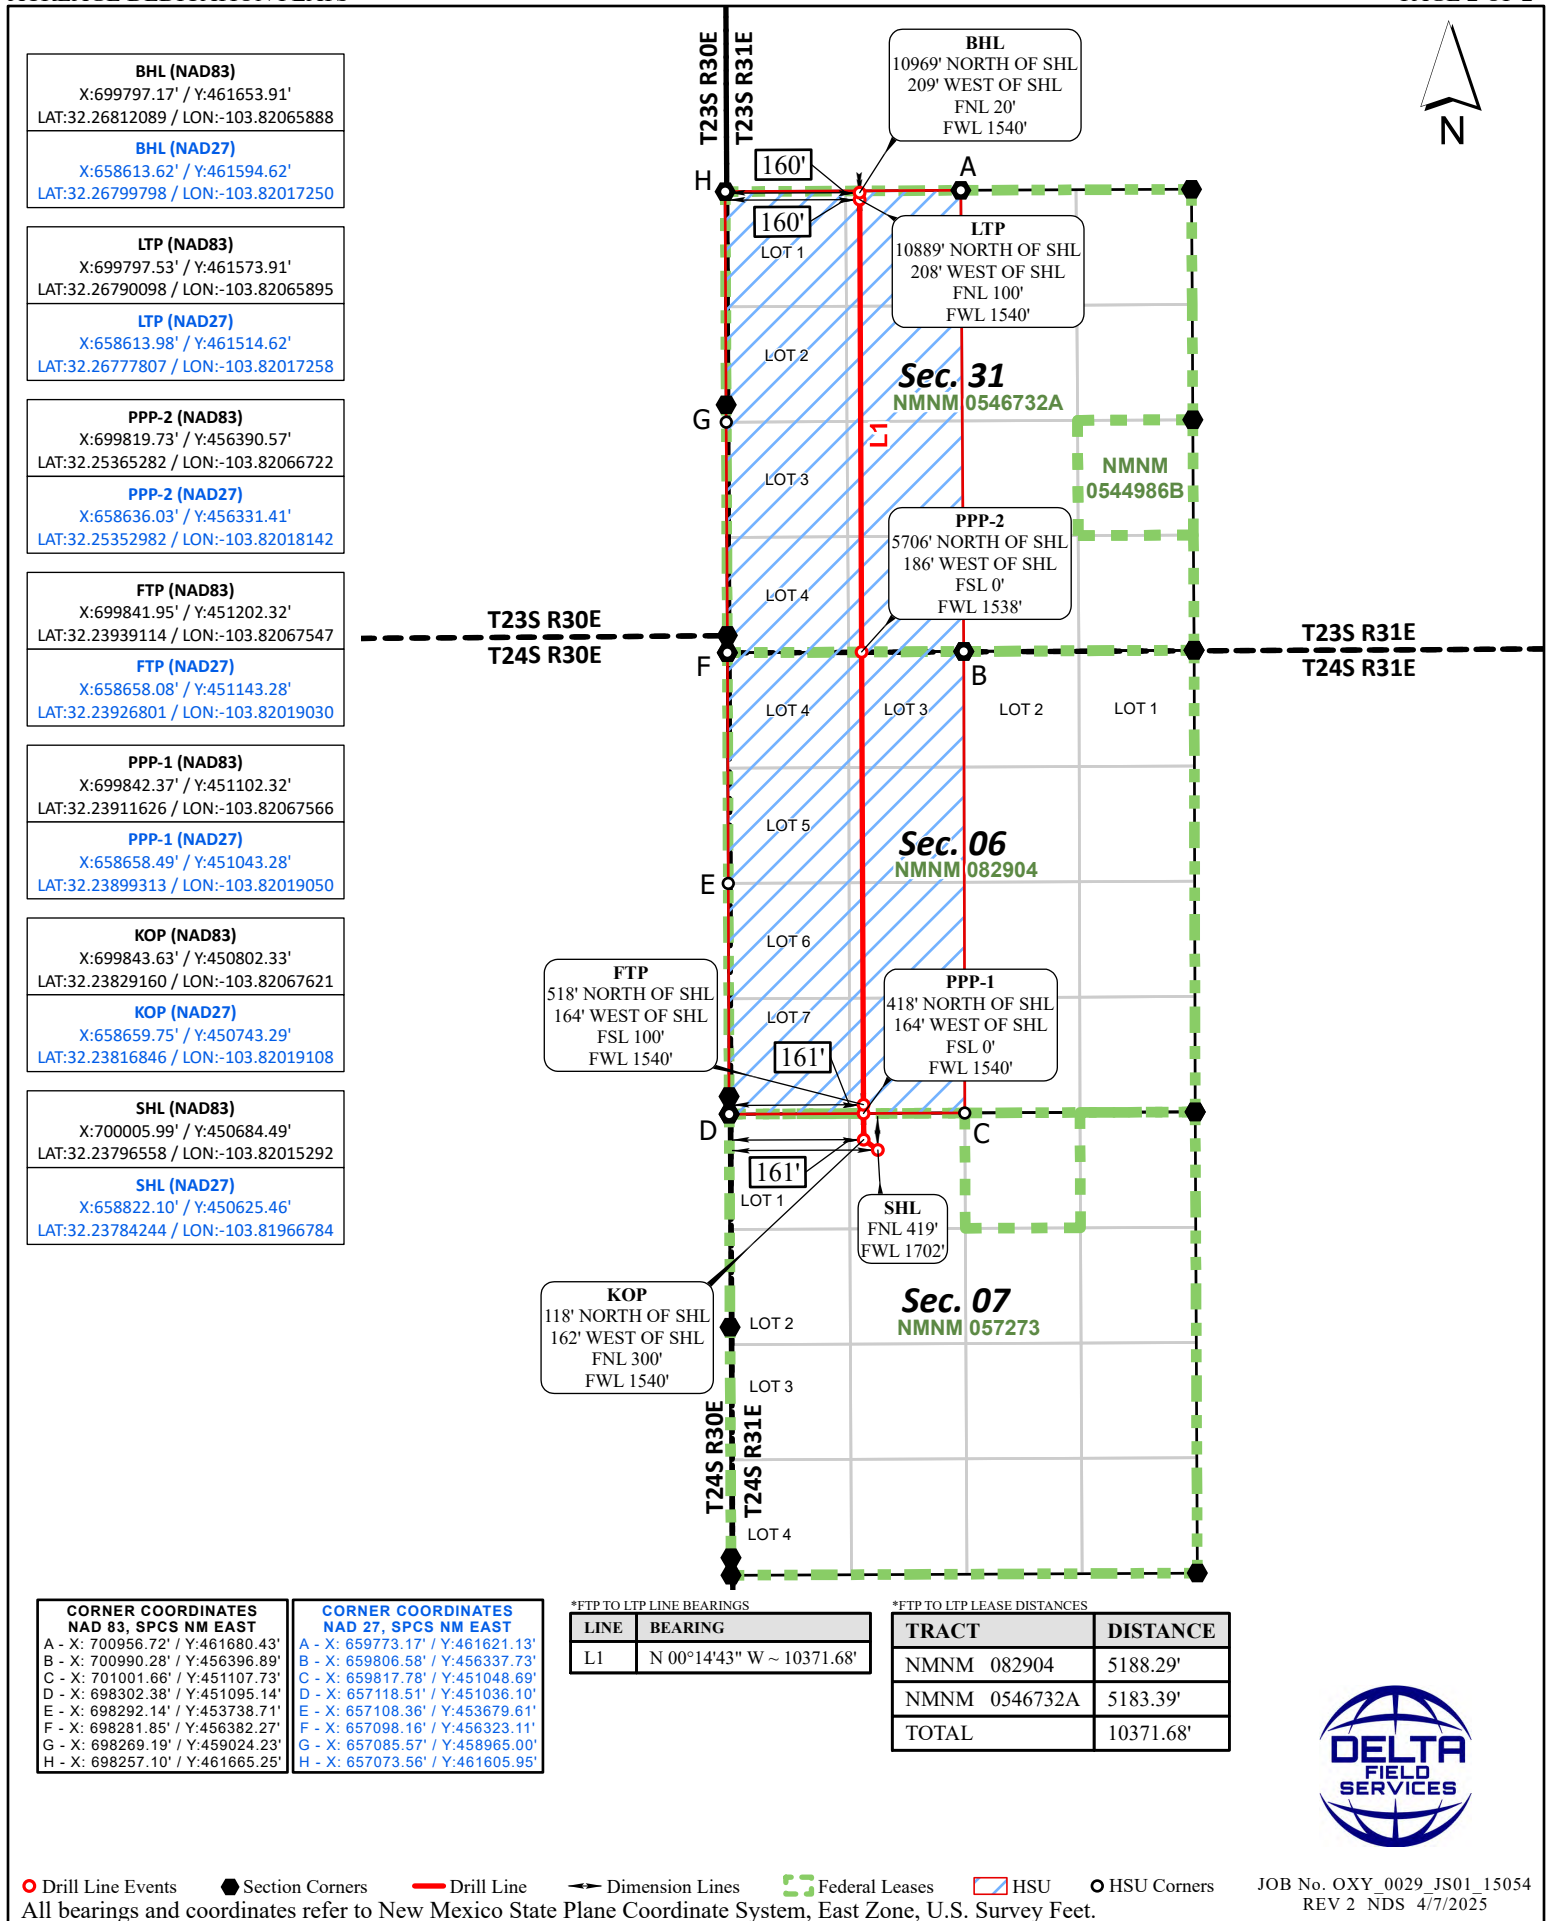 BHL (NAD83)
X:699797.17' / Y:461653.91'
LAT:32.26812089 / LON:-103.82065888
BHL (NAD27)
X:658613.62' / Y:461594.62'
LAT:32.26799798 / LON:-103.82017250
LTP (NAD83)
X:699797.53' / Y:461573.91'
LAT:32.26790098 / LON:-103.82065895
LTP (NAD27)
X:658613.98' / Y:461514.62'
LAT:32.26777807 / LON:-103.82017258
PPP-2 (NAD83)
X:699819.73' / Y:456390.57'
LAT:32.25365282 / LON:-103.82066722
PPP-2 (NAD27)
X:658636.03' / Y:456331.41'
LAT:32.25352982 / LON:-103.82018142
FTP (NAD83)
X:699841.95' / Y:451202.32'
LAT:32.23939114 / LON:-103.82067547
FTP (NAD27)
X:658658.08' / Y:451143.28'
LAT:32.23926801 / LON:-103.82019030
PPP-1 (NAD83)
X:699842.37' / Y:451102.32'
LAT:32.23911626 / LON:-103.82067566
PPP-1 (NAD27)
X:658658.49' / Y:451043.28'
LAT:32.23899313 / LON:-103.82019050
KOP (NAD83)
X:699843.63' / Y:450802.33'
LAT:32.23829160 / LON:-103.82067621
KOP (NAD27)
X:658659.75' / Y:450743.29'
LAT:32.23816846 / LON:-103.82019108
SHL (NAD83)
X:700005.99' / Y:450684.49'
LAT:32.23796558 / LON:-103.82015292
SHL (NAD27)
X:658822.10' / Y:450625.46'
LAT:32.23784244 / LON:-103.81966784
T23S R30E
T23S R31E
BHL
10969' NORTH OF SHL
209' WEST OF SHL
FNL 20'
FWL 1540'
N
160'
H
A
160'
LTP
10889' NORTH OF SHL
208' WEST OF SHL
FNL 100'
FWL 1540'
LOT 1
LOT 2
Sec. 31
NMNM 0546732A
G
L1
LOT 3
NMNM
0544986B
PPP-2
5706' NORTH OF SHL
186' WEST OF SHL
FSL 0'
FWL 1538'
LOT 4
T23S R30E
T24S R30E
T23S R31E
T24S R31E
F
B
LOT 4
LOT 3
LOT 2
LOT 1
LOT 5
Sec. 06
NMNM 082904
E
LOT 6
FTP
518' NORTH OF SHL
164' WEST OF SHL
FSL 100'
FWL 1540'
PPP-1
418' NORTH OF SHL
164' WEST OF SHL
FSL 0'
FWL 1540'
LOT 7
161'
D
C
161'
LOT 1
SHL
FNL 419'
FWL 1702'
KOP
118' NORTH OF SHL
162' WEST OF SHL
FNL 300'
FWL 1540'
Sec. 07
NMNM 057273
LOT 2
LOT 3
T24S R30E
T24S R31E
LOT 4
CORNER COORDINATES
NAD 83, SPCS NM EAST
A - X: 700956.72' / Y:461680.43'
B - X: 700990.28' / Y:456396.89'
C - X: 701001.66' / Y:451107.73'
D - X: 698302.38' / Y:451095.14'
E - X: 698292.14' / Y:453738.71'
F - X: 698281.85' / Y:456382.27'
G - X: 698269.19' / Y:459024.23'
H - X: 698257.10' / Y:461665.25'
CORNER COORDINATES
NAD 27, SPCS NM EAST
A - X: 659773.17' / Y:461621.13'
B - X: 659806.58' / Y:456337.73'
C - X: 659817.78' / Y:451048.69'
D - X: 657118.51' / Y:451036.10'
E - X: 657108.36' / Y:453679.61'
F - X: 657098.16' / Y:456323.11'
G - X: 657085.57' / Y:458965.00'
H - X: 657073.56' / Y:461605.95'
*FTP TO LTP LINE BEARINGS
LINE BEARING
L1 N 00°14'43" W ~ 10371.68'
*FTP TO LTP LEASE DISTANCES
TRACT DISTANCE
NMNM 082904 5188.29'
NMNM 0546732A 5183.39'
TOTAL 10371.68'
DELTA
FIELD
SERVICES
Drill Line Events Section Corners Drill Line Dimension Lines Federal Leases HSU HSU Corners
All bearings and coordinates refer to New Mexico State Plane Coordinate System, East Zone, U.S. Survey Feet.
JOB No. OXY_0029_JS01_15054
REV 2 NDS 4/7/2025